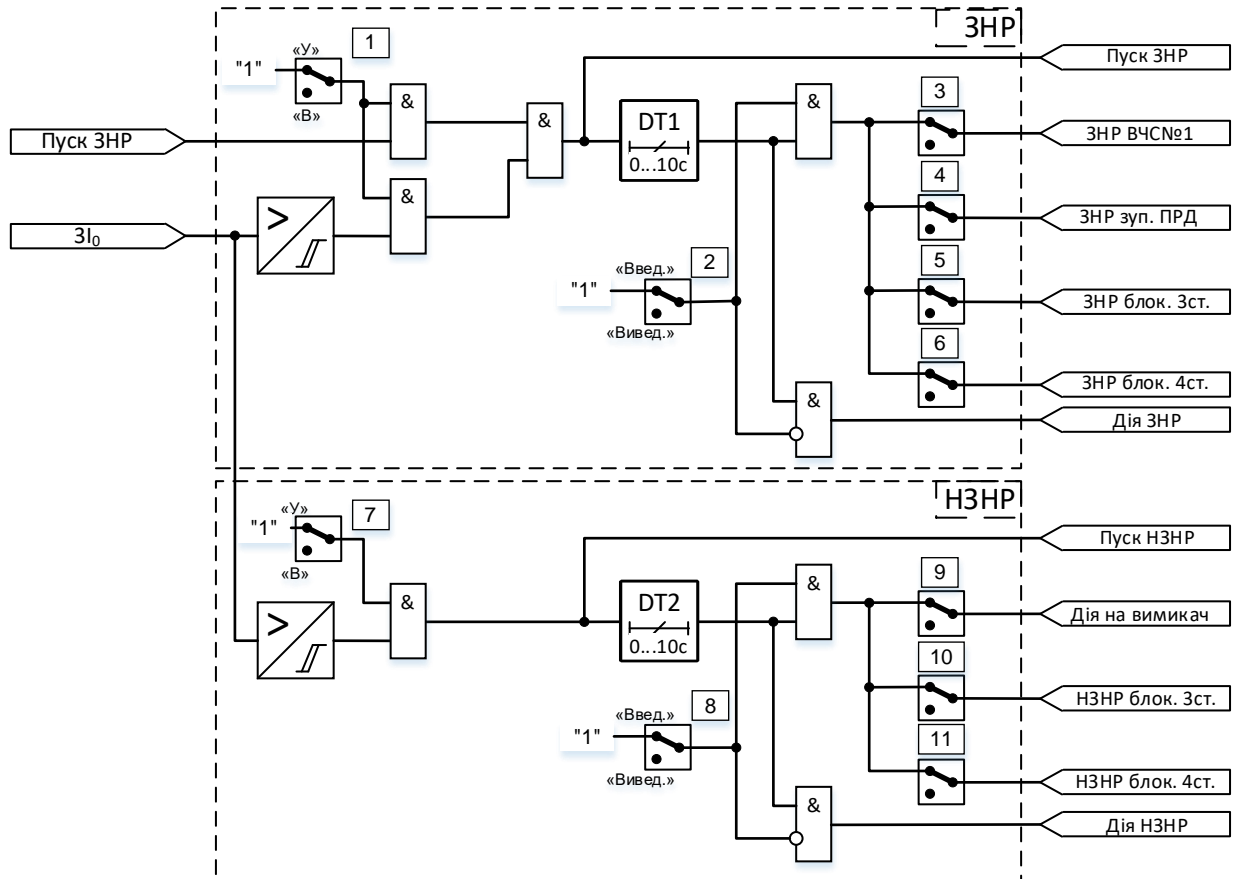 ЗНР
«У»
1
"1"
«В»
&
&
&
Пуск ЗНР
Пуск ЗНР
3I₀
>
DT1
0...10с
&
3
ЗНР ВЧС№1
4
ЗНР зуп. ПРД
5
ЗНР блок. 3ст.
6
ЗНР блок. 4ст.
«Введ.»
2
"1"
«Вивед.»
&
Дія ЗНР
НЗНР
«У»
7
"1"
«В»
&
>
Пуск НЗНР
DT2
0...10с
&
9
Дія на вимикач
10
НЗНР блок. 3ст.
11
НЗНР блок. 4ст.
«Введ.»
8
"1"
«Вивед.»
&
Дія НЗНР